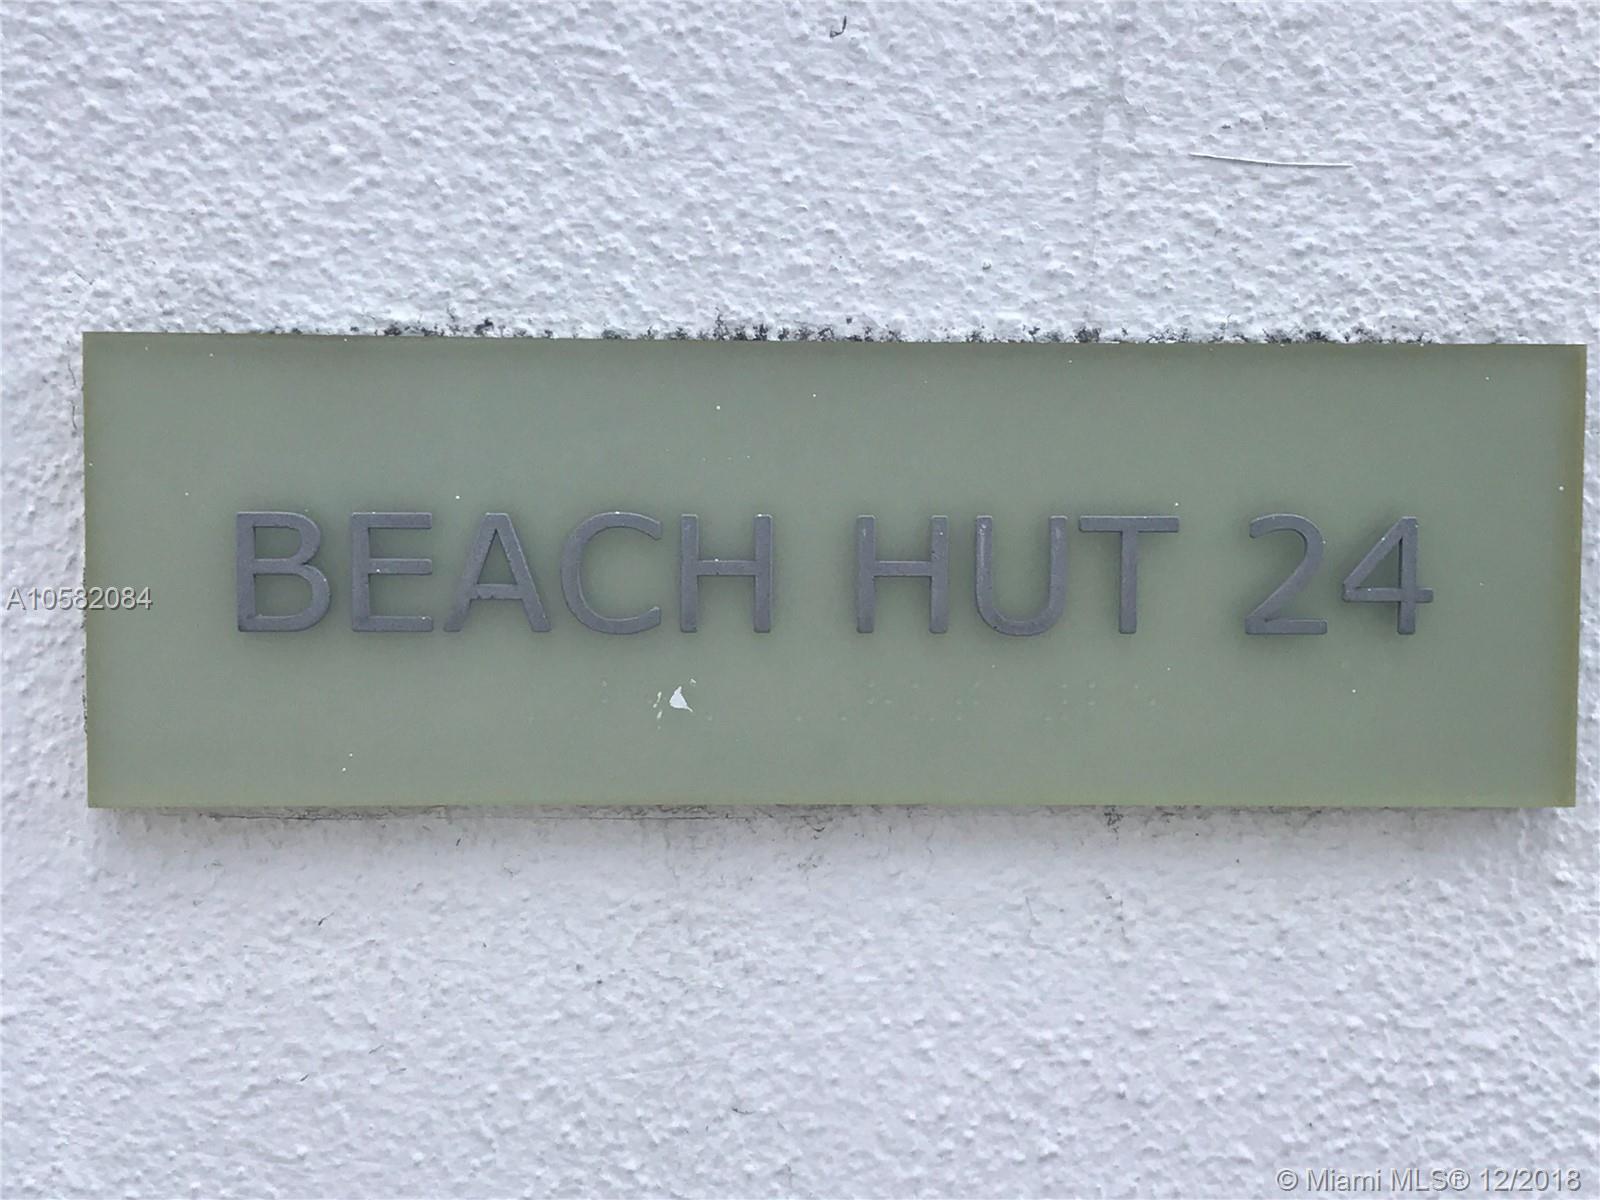 BEACH HUT 24
A10582084
© Miami MLS® 12/2018